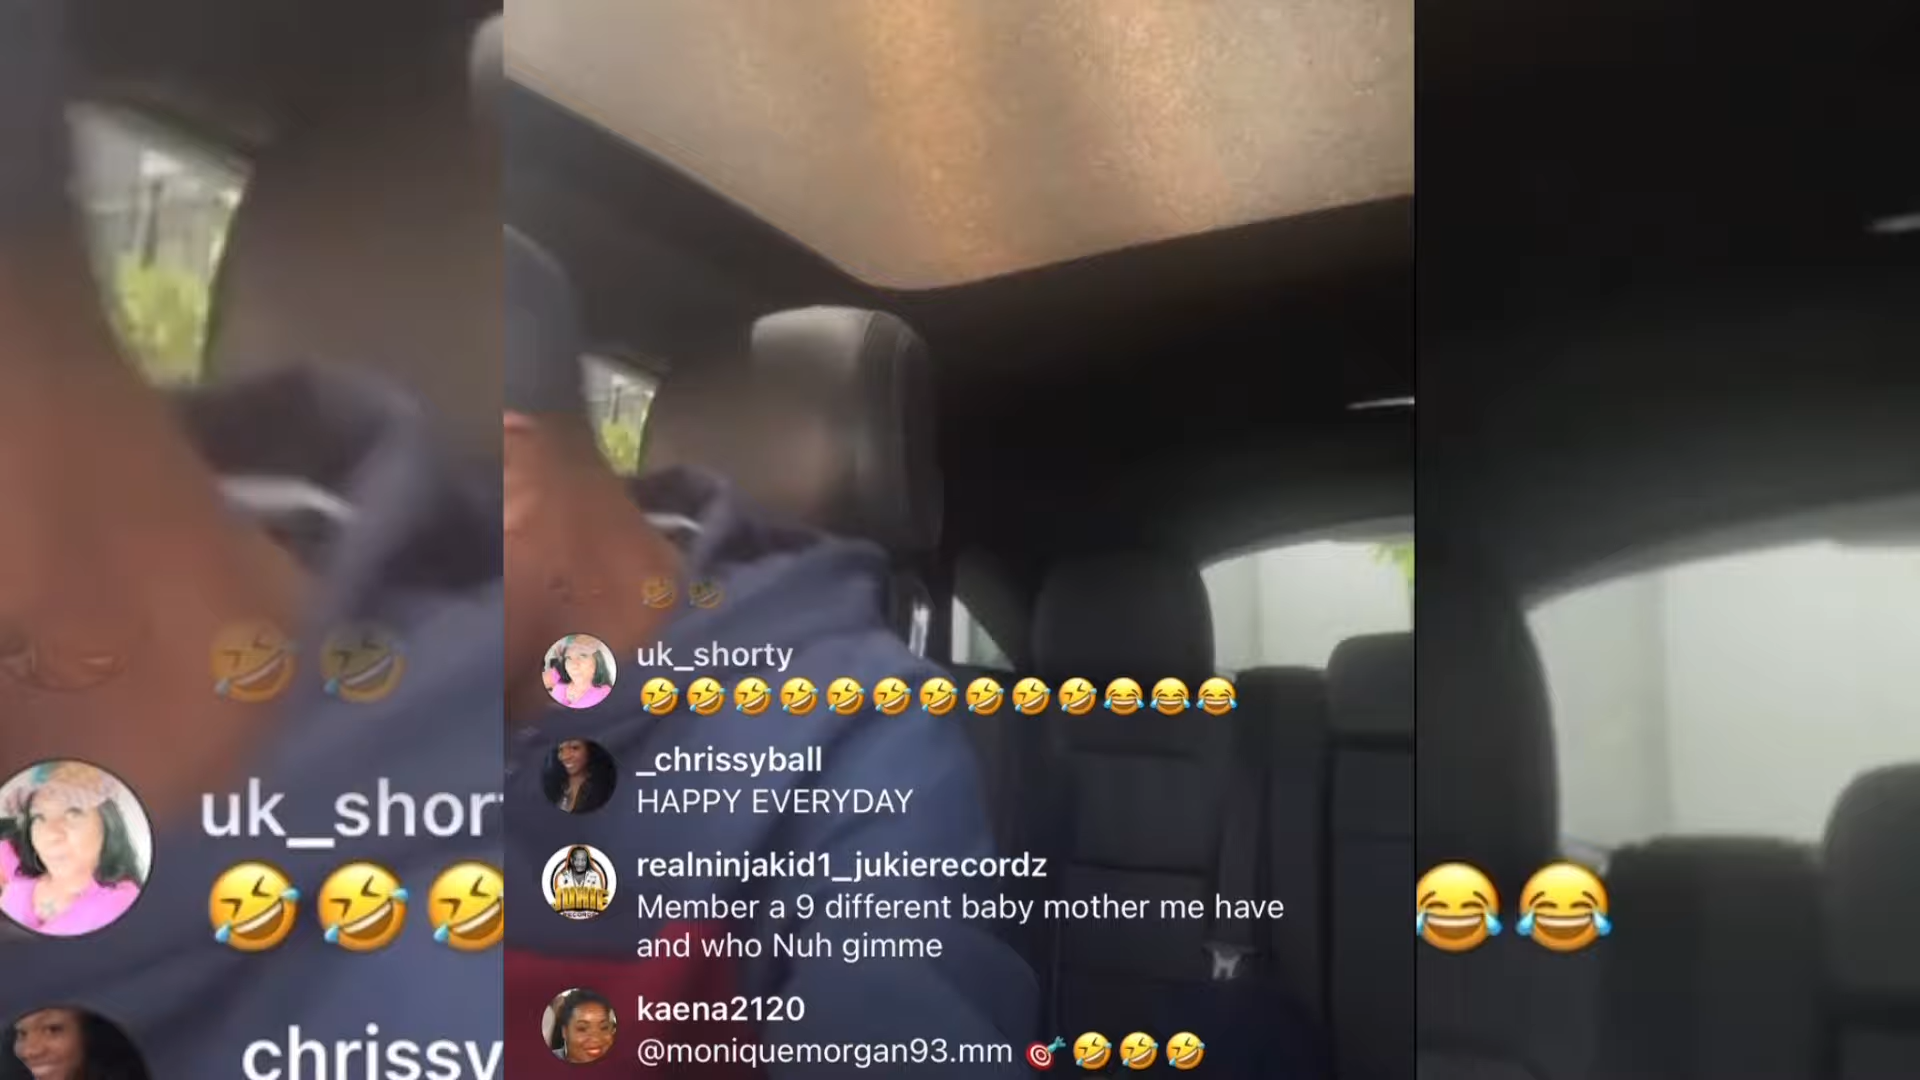 uk_shorty
🤣🤣🤣🤣🤣🤣🤣🤣🤣🤣😂😂😂
_chrissyball
HAPPY EVERYDAY
realninjakid1_jukierecordz
Member a 9 different baby mother me have
and who Nuh gimme
kaena2120
@moniquemorgan93.mm 🎯🤣🤣🤣
uk_shor
chrissy